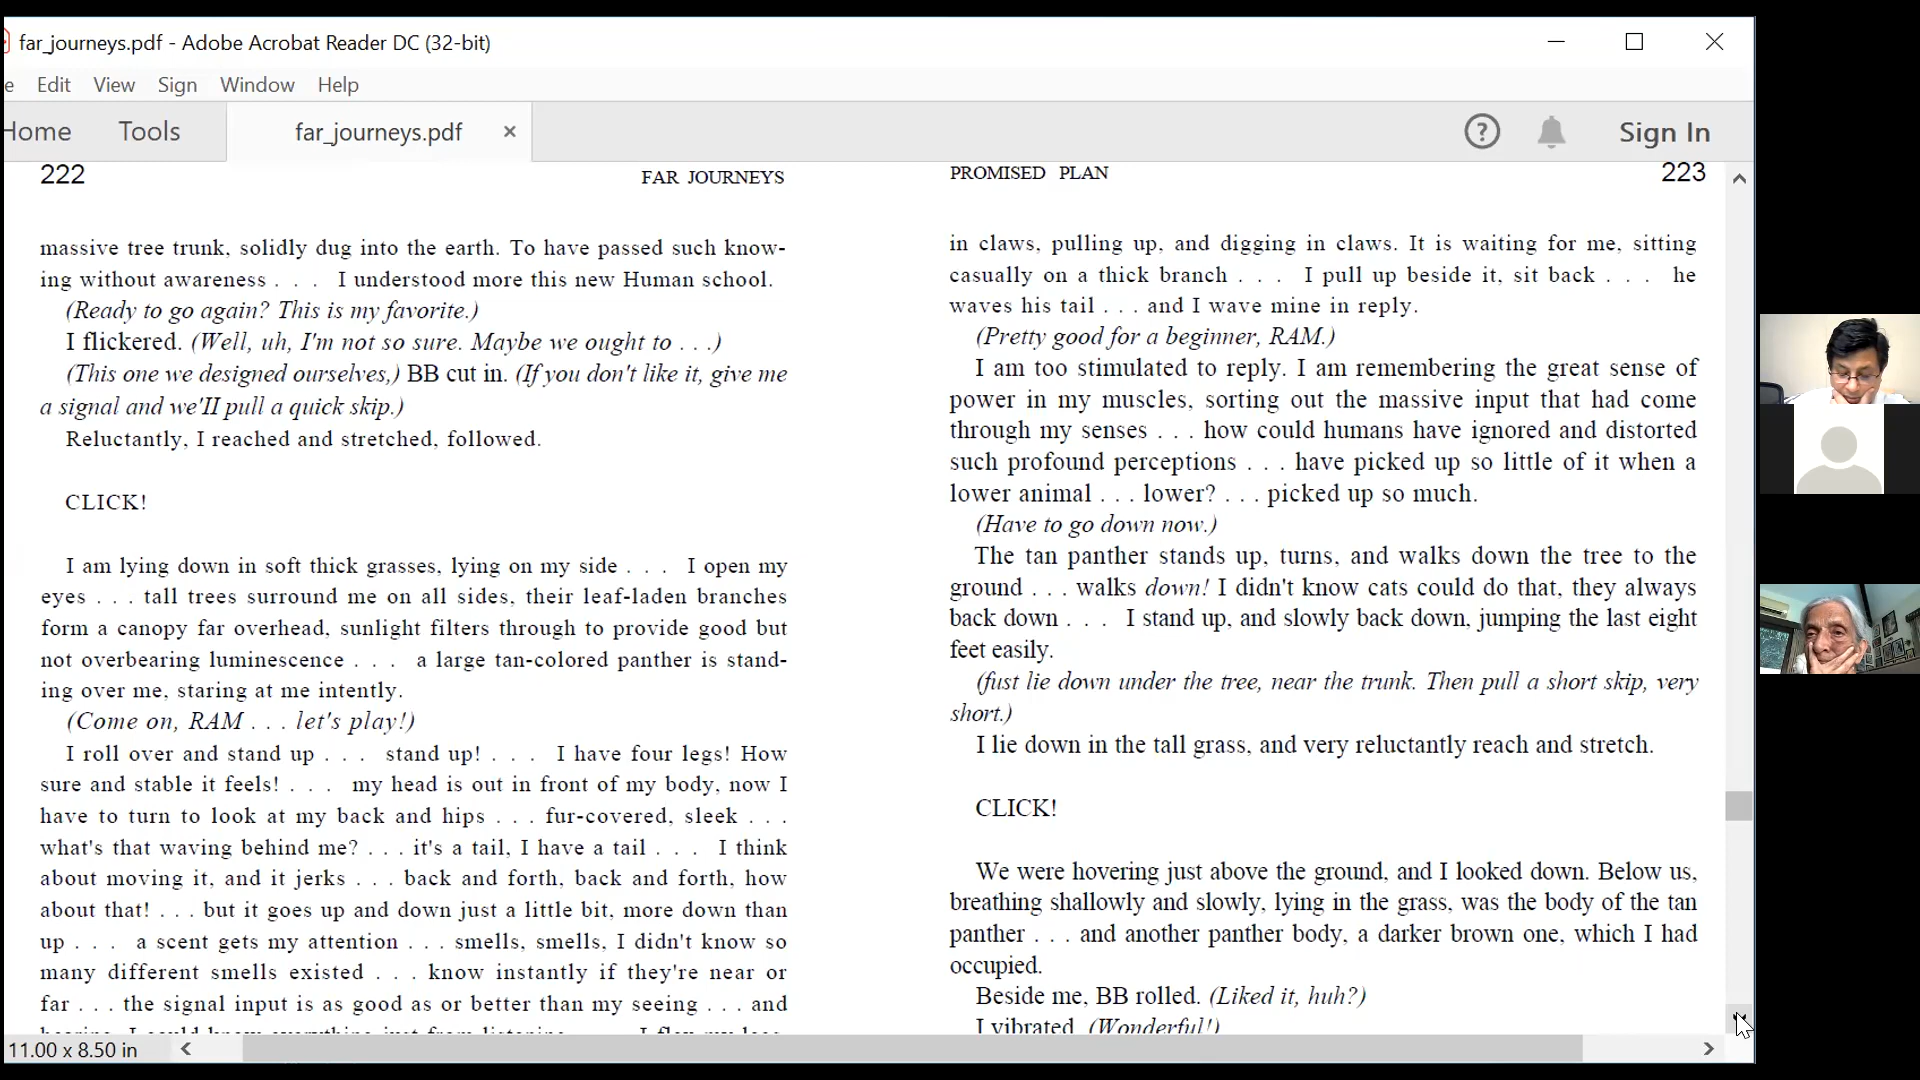 far_journeys.pdf - Adobe Acrobat Reader DC (32-bit)
e Edit View Sign Window Help
Home Tools far_journeys.pdf × ? Sign In
222 FAR JOURNEYS
massive tree trunk, solidly dug into the earth. To have passed such know-
ing without awareness . . . I understood more this new Human school.
(Ready to go again? This is my favorite.)
I flickered. (Well, uh, I'm not so sure. Maybe we ought to . . .)
(This one we designed ourselves,) BB cut in. (If you don't like it, give me
a signal and we'II pull a quick skip.)
Reluctantly, I reached and stretched, followed.
CLICK!
I am lying down in soft thick grasses, lying on my side . . . I open my
eyes . . . tall trees surround me on all sides, their leaf-laden branches
form a canopy far overhead, sunlight filters through to provide good but
not overbearing luminescence . . . a large tan-colored panther is stand-
ing over me, staring at me intently.
(Come on, RAM . . . let's play!)
I roll over and stand up . . . stand up! . . . I have four legs! How
sure and stable it feels! . . . my head is out in front of my body, now I
have to turn to look at my back and hips . . . fur-covered, sleek . . .
what's that waving behind me? . . . it's a tail, I have a tail . . . I think
about moving it, and it jerks . . . back and forth, back and forth, how
about that! . . . but it goes up and down just a little bit, more down than
up . . . a scent gets my attention . . . smells, smells, I didn't know so
many different smells existed . . . know instantly if they're near or
far . . . the signal input is as good as or better than my seeing . . . and
PROMISED PLAN 223
in claws, pulling up, and digging in claws. It is waiting for me, sitting
casually on a thick branch . . . I pull up beside it, sit back . . . he
waves his tail . . . and I wave mine in reply.
(Pretty good for a beginner, RAM.)
I am too stimulated to reply. I am remembering the great sense of
power in my muscles, sorting out the massive input that had come
through my senses . . . how could humans have ignored and distorted
such profound perceptions . . . have picked up so little of it when a
lower animal . . . lower? . . . picked up so much.
(Have to go down now.)
The tan panther stands up, turns, and walks down the tree to the
ground . . . walks down! I didn't know cats could do that, they always
back down . . . I stand up, and slowly back down, jumping the last eight
feet easily.
(fust lie down under the tree, near the trunk. Then pull a short skip, very
short.)
I lie down in the tall grass, and very reluctantly reach and stretch.
CLICK!
We were hovering just above the ground, and I looked down. Below us,
breathing shallowly and slowly, lying in the grass, was the body of the tan
panther . . . and another panther body, a darker brown one, which I had
occupied.
Beside me, BB rolled. (Liked it, huh?)
I vibrated. (Wonderful!)
11.00 x 8.50 in